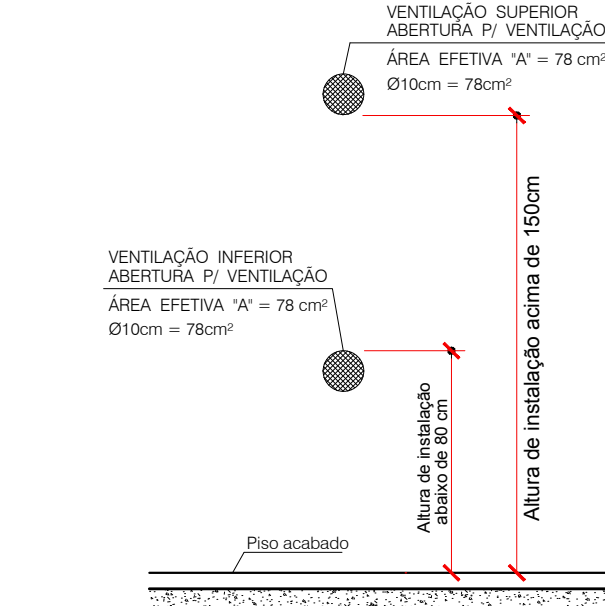 VENTILAÇÃO SUPERIOR
ABERTURA P/ VENTILAÇÃO
ÁREA EFETIVA "A" = 78 cm²
Ø10cm = 78cm²
VENTILAÇÃO INFERIOR
ABERTURA P/ VENTILAÇÃO
ÁREA EFETIVA "A" = 78 cm²
Ø10cm = 78cm²
Altura de instalação acima de 150cm
Altura de instalação
abaixo de 80 cm
Piso acabado